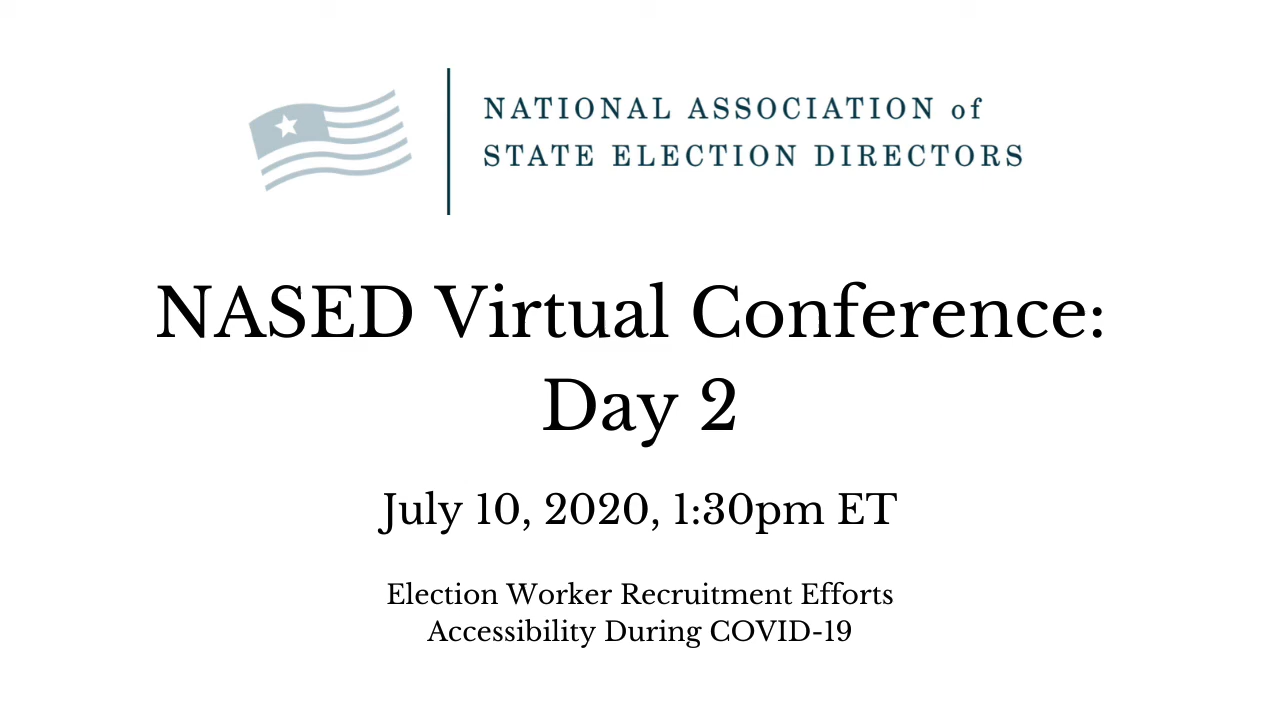 NATIONAL ASSOCIATION of
STATE ELECTION DIRECTORS
NASED Virtual Conference:
Day 2
July 10, 2020, 1:30pm ET
Election Worker Recruitment Efforts
Accessibility During COVID-19